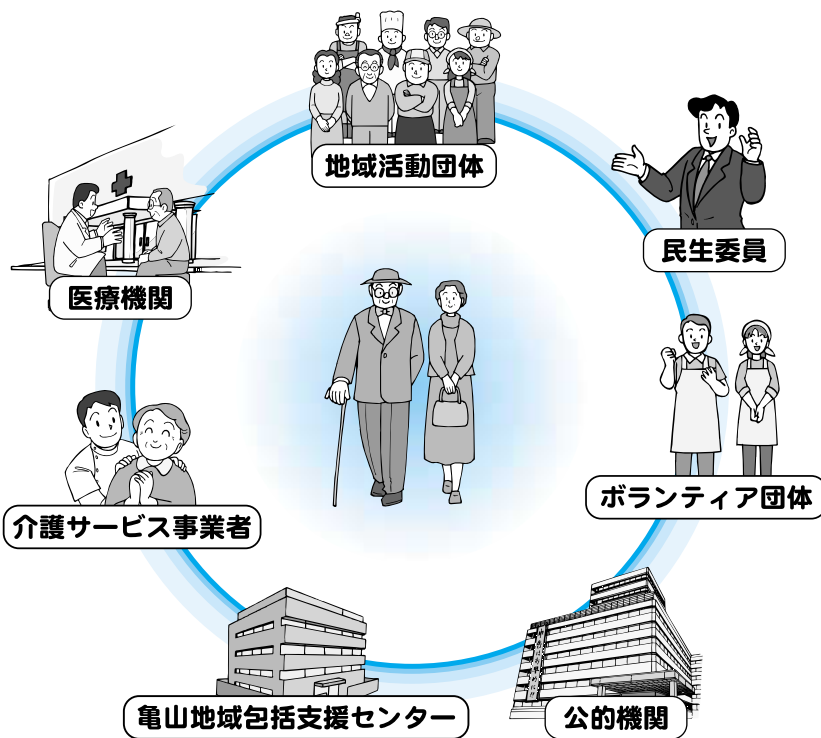 地域活動団体
民生委員
医療機関
ボランティア団体
介護サービス事業者
亀山地域包括支援センター
公的機関